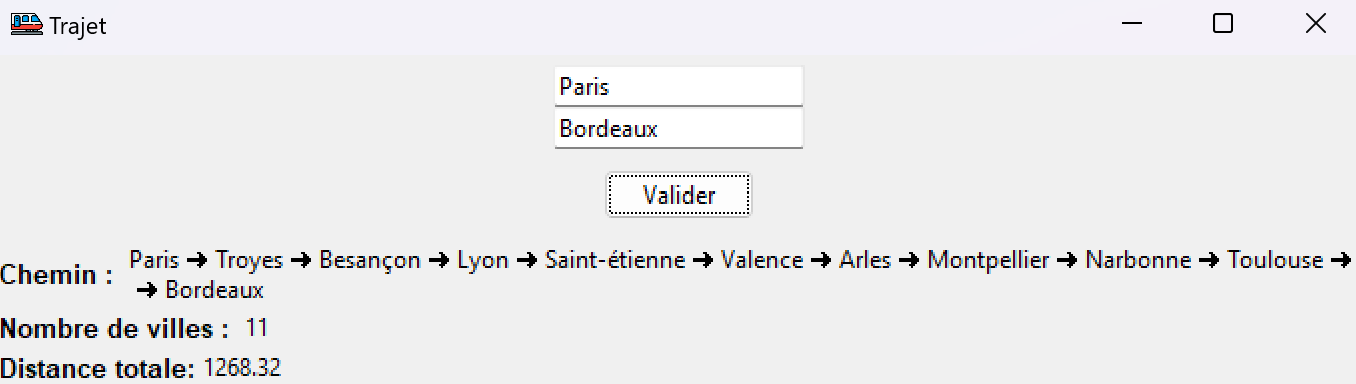 Trajet
Paris
Bordeaux
Valider
Chemin : Paris ➔ Troyes ➔ Besançon ➔ Lyon ➔ Saint-étienne ➔ Valence ➔ Arles ➔ Montpellier ➔ Narbonne ➔ Toulouse ➔
➔ Bordeaux
Nombre de villes : 11
Distance totale: 1268.32